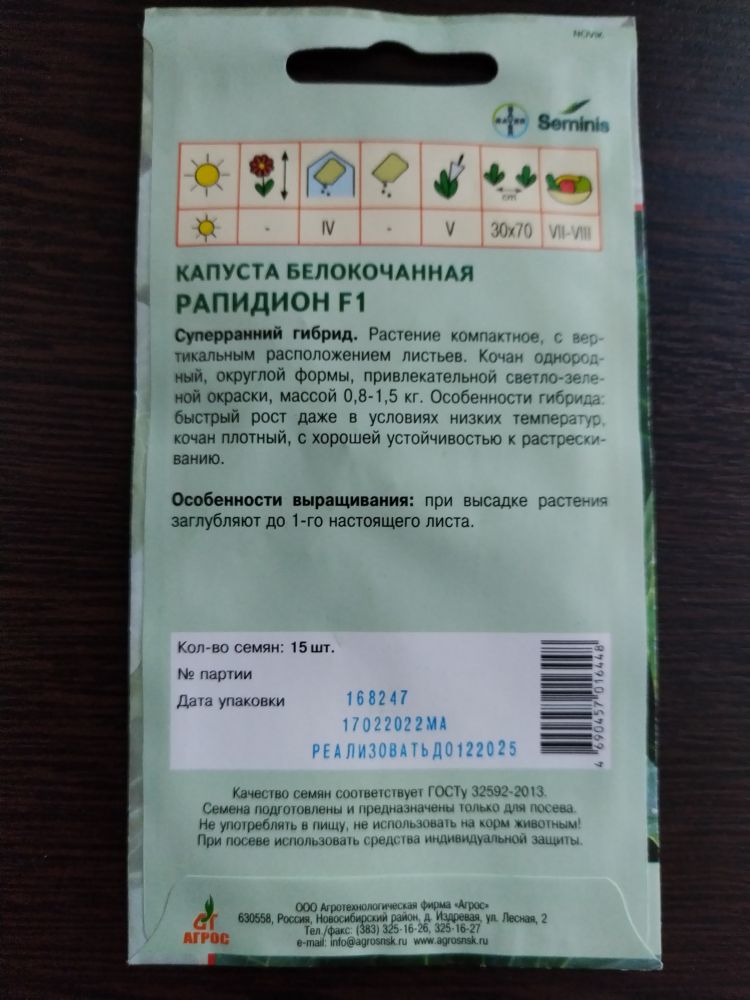 NOVIK
BAYER
Seminis
cm
- IV - V 30x70 VII-VIII
КАПУСТА БЕЛОКОЧАННАЯ
РАПИДИОН F1
Суперранний гибрид. Растение компактное, с вер-
тикальным расположением листьев. Кочан однород-
ный, округлой формы, привлекательной светло-зеле-
ной окраски, массой 0,8-1,5 кг. Особенности гибрида:
быстрый рост даже в условиях низких температур,
кочан плотный, с хорошей устойчивостью к растрески-
ванию.
Особенности выращивания: при высадке растения
заглубляют до 1-го настоящего листа.
Кол-во семян: 15 шт.
№ партии
Дата упаковки 168247
17022022МА
РЕАЛИЗОВАТЬДО122025
4 690457 016448
Качество семян соответствует ГОСТу 32592-2013.
Семена подготовлены и предназначены только для посева.
Не употреблять в пищу, не использовать на корм животным!
При посеве использовать средства индивидуальной защиты.
АГРОС
ООО Агротехнологическая фирма «Агрос»
630558, Россия, Новосибирский район, д. Издревая, ул. Лесная, 2
Тел./факс: (383) 325-16-26, 325-16-27
e-mail: info@agrosnsk.ru www.agrosnsk.ru